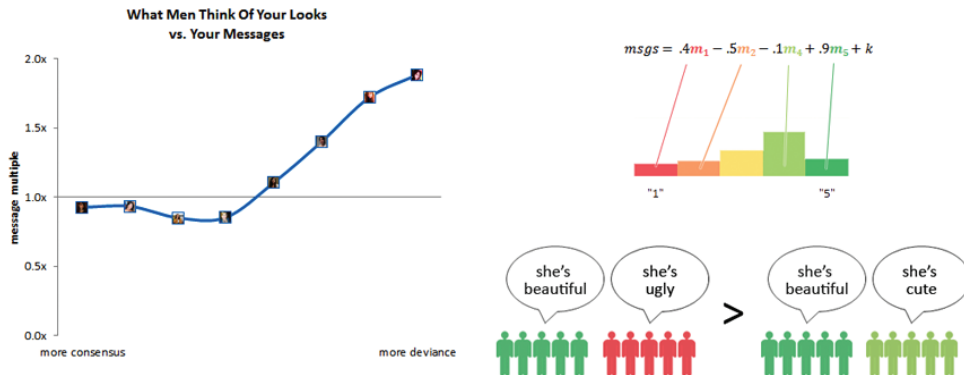 What Men Think Of Your Looks
vs. Your Messages
2.0x
1.5x
1.0x
0.5x
0.0x
message multiple
more consensus
more deviance
msgs = .4m₁ − .5m₂ − .1m₄ + .9m₅ + k
"1"
"5"
she's
beautiful
she's
ugly
>
she's
beautiful
she's
cute